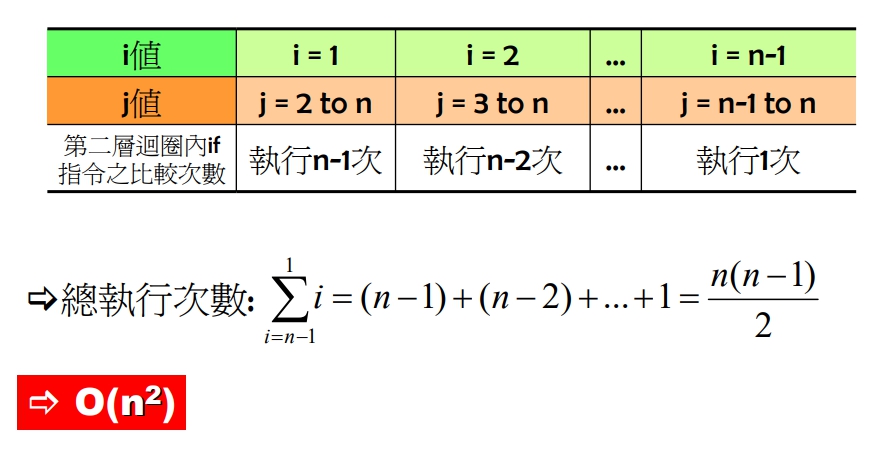 i値 i = 1 i = 2 ... i = n-1
j値 j = 2 to n j = 3 to n ... j = n-1 to n
第二層迴圈內if
指令之比較次數 執行n-1次 執行n-2次 ... 執行1次
⇨總執行次數: \sum_{i=n-1}^{1} i = (n-1)+(n-2)+...+1 = \frac{n(n-1)}{2}
⇨ O(n²)